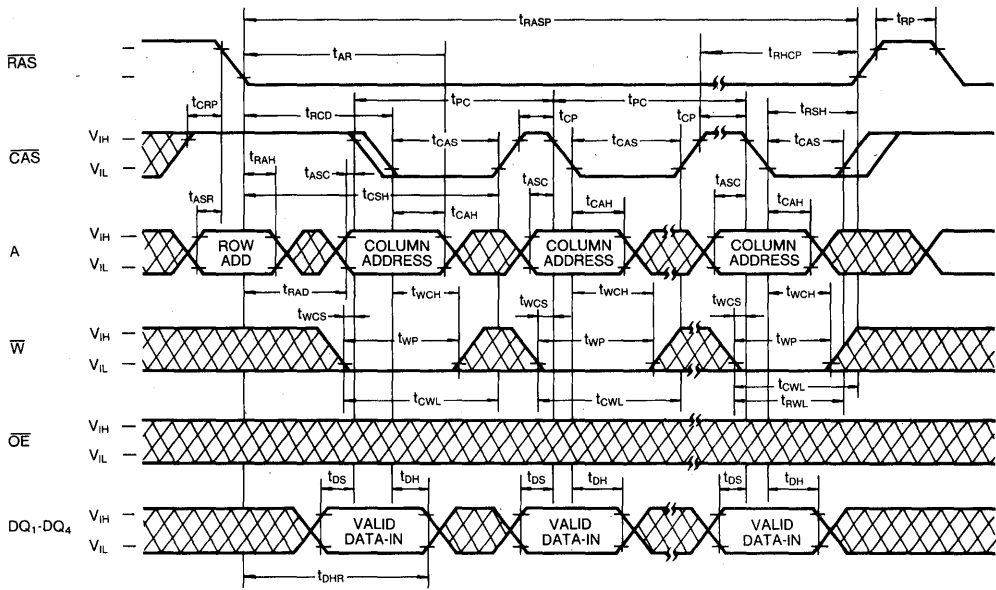 tRASP
tRP
tAR
tRHCP
RAS
tCRP
tRCD
tPC
tPC
tCP
tCP
tRSH
VIH
CAS
VIL
tCAS
tCAS
tCAS
tRAH
tASC
tCSH
tASC
tASC
tASR
tCAH
tCAH
tCAH
VIH
A
VIL
ROW
ADD
COLUMN
ADDRESS
COLUMN
ADDRESS
COLUMN
ADDRESS
tRAD
tWCH
tWCH
tWCH
tWCS
tWCS
tWCS
VIH
W
VIL
tWP
tWP
tWP
tCWL
tCWL
tCWL
tRWL
VIH
OE
VIL
tDS
tDH
tDS
tDH
tDS
tDH
VIH
DQ1-DQ4
VIL
VALID
DATA-IN
VALID
DATA-IN
VALID
DATA-IN
tDHR